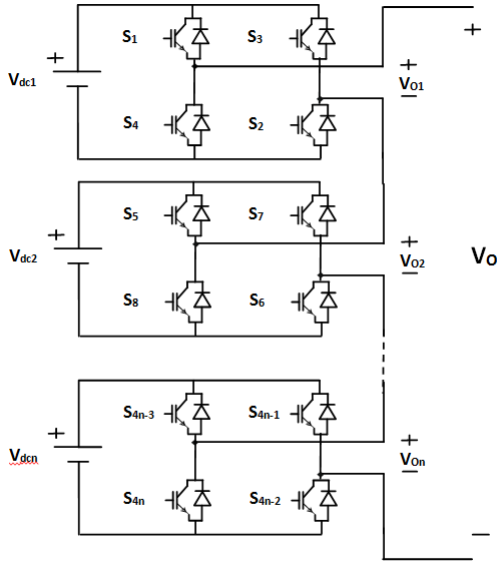 S1 S3
+ +
Vdc1 + VO1 −
S4 S2
S5 S7
+ +
Vdc2 VO2 − VO
S8 S6
S4n-3 S4n-1
+ +
Vdcn VOn −
S4n S4n-2
−